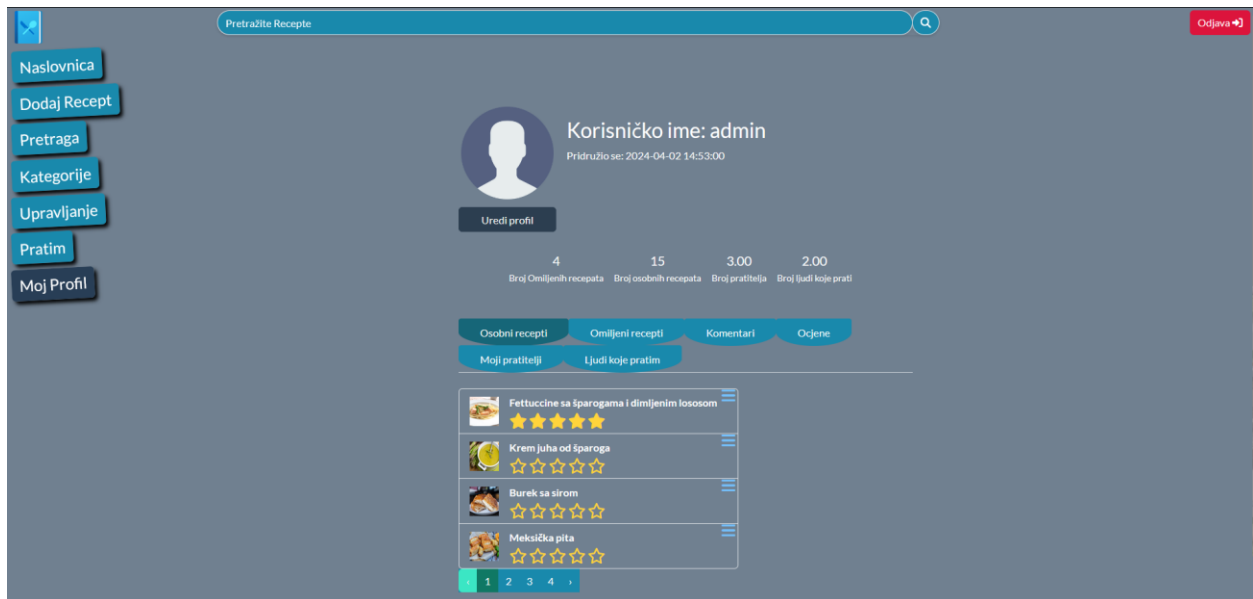 Pretražite Recepte
Odjava
Naslovnica
Dodaj Recept
Pretraga
Kategorije
Upravljanje
Pratim
Moj Profil
Korisničko ime: admin
Pridružio se: 2024-04-02 14:53:00
Uredi profil
4 15 3.00 2.00
Broj Omiljenih recepata Broj osobnih recepata Broj pratitelja Broj ljudi koje prati
Osobni recepti Omiljeni recepti Komentari Ocjene
Moji pratitelji Ljudi koje pratim
Fettuccine sa šparogama i dimljenim lososom
Krem juha od šparoga
Burek sa sirom
Meksička pita
‹ 1 2 3 4 ›